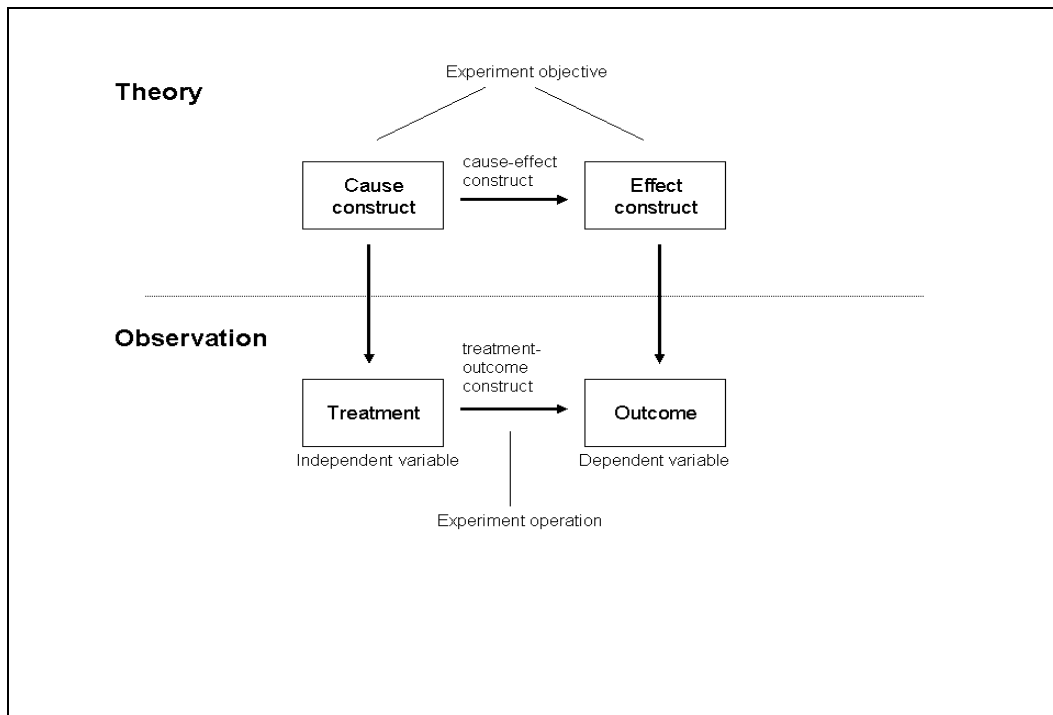 Experiment objective
Theory
cause-effect
construct
Cause
construct
Effect
construct
Observation
treatment-
outcome
construct
Treatment
Outcome
Independent variable
Dependent variable
Experiment operation